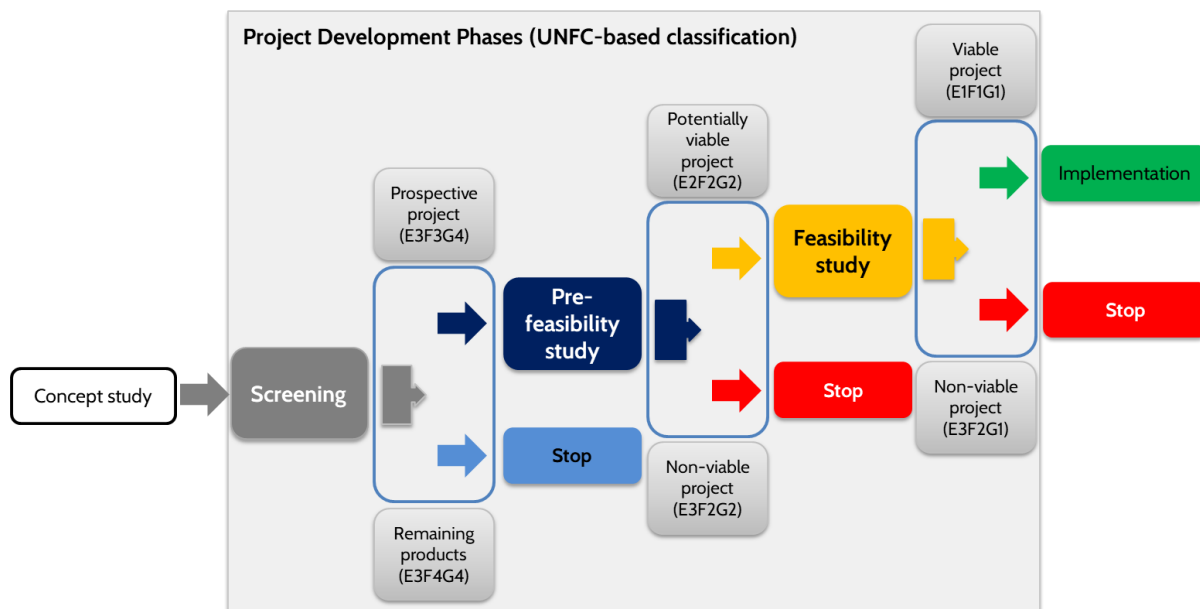 Project Development Phases (UNFC-based classification)
Viable
project
(E1F1G1)
Potentially
viable
project
(E2F2G2)
Implementation
Prospective
project
(E3F3G4)
Feasibility
study
Pre-
feasibility
study
Stop
Concept study
Screening
Stop
Non-viable
project
(E3F2G1)
Stop
Non-viable
project
(E3F2G2)
Remaining
products
(E3F4G4)